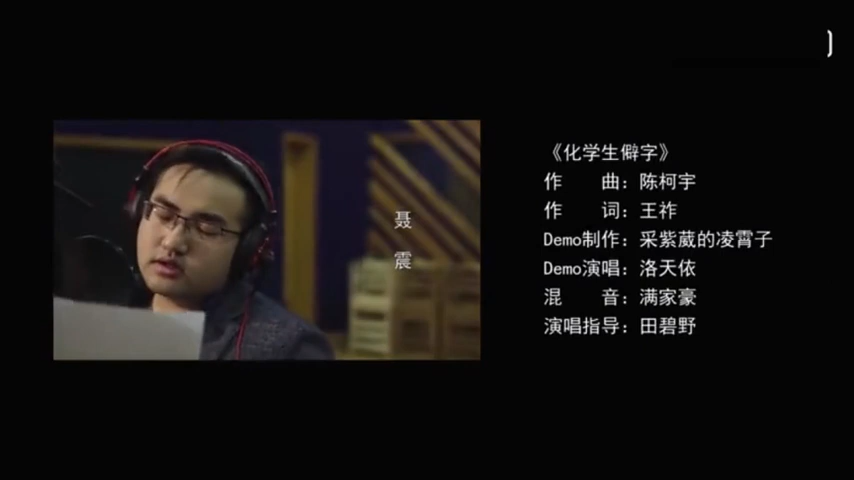 聂
震
《化学生僻字》
作　　曲：陈柯宇
作　　词：王祚
Demo制作：采紫葳的凌霄子
Demo演唱：洛天依
混　　音：满家豪
演唱指导：田碧野